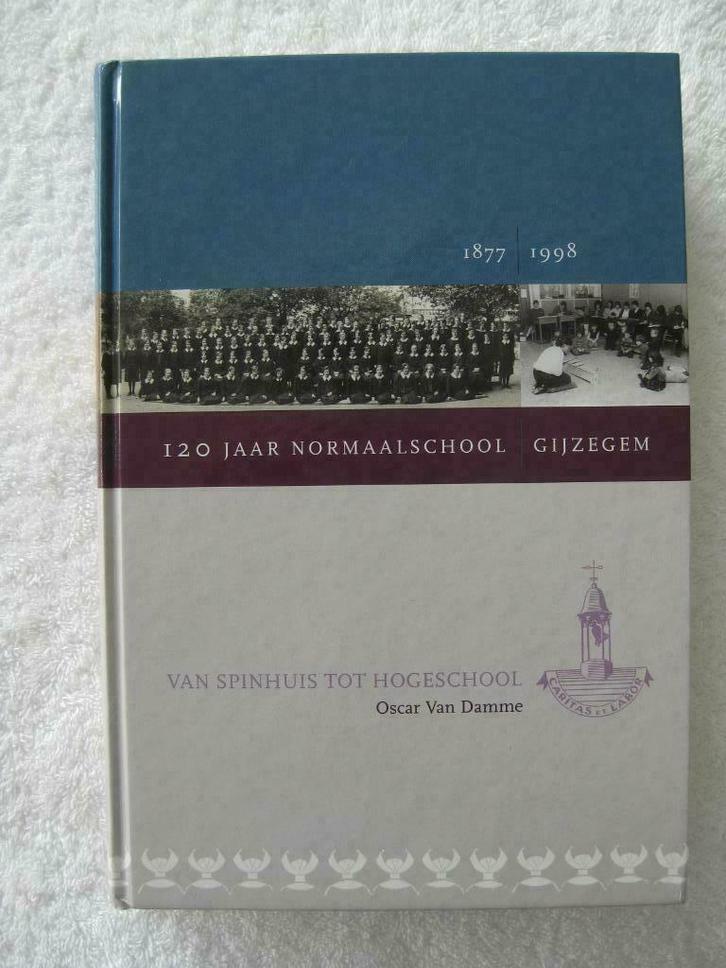 1877 1998
120 JAAR NORMAALSCHOOL GIJZEGEM
VAN SPINHUIS TOT HOGESCHOOL
Oscar Van Damme
CARITAS ET LABOR